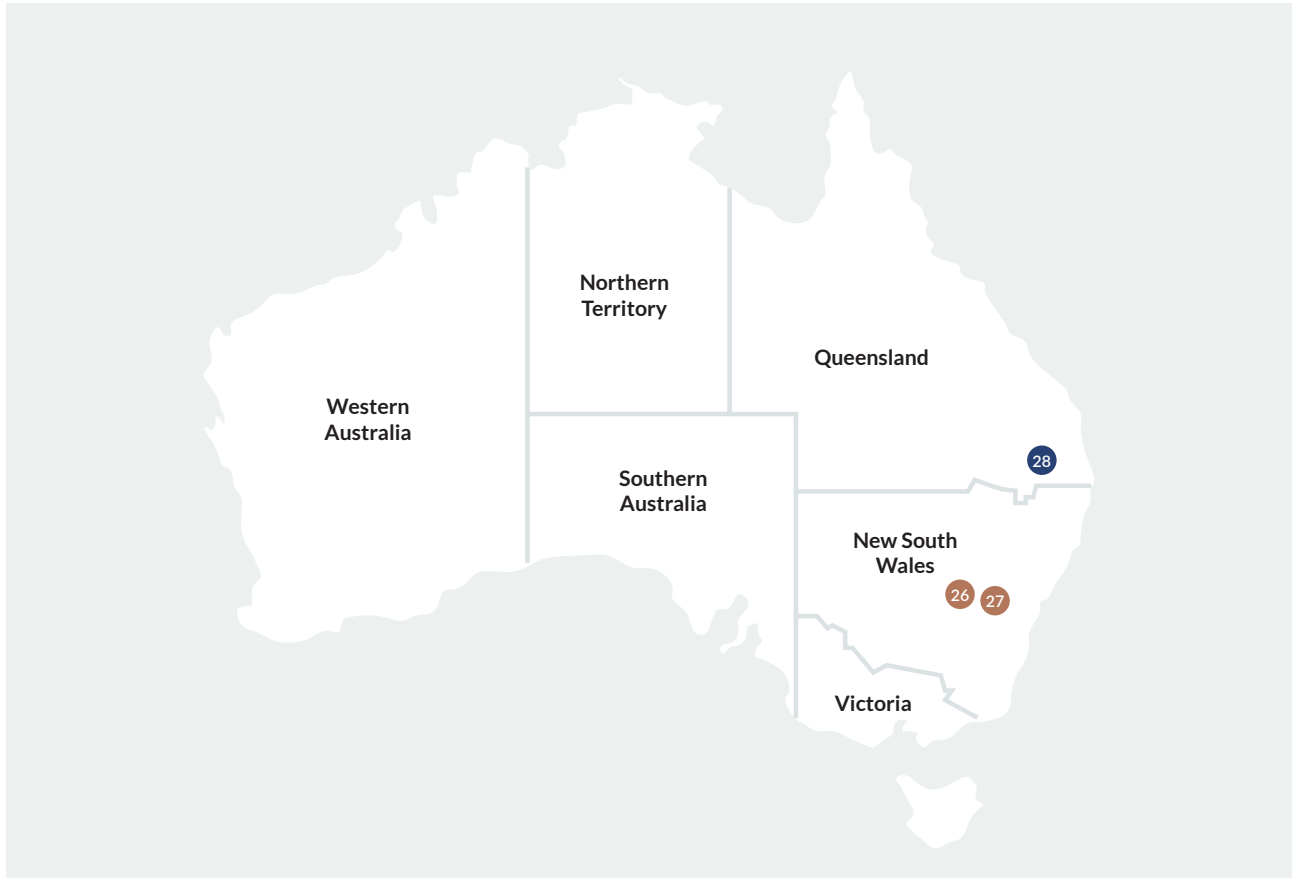 Northern
Territory
Queensland
Western
Australia
Southern
Australia
28
New South
Wales
26
27
Victoria